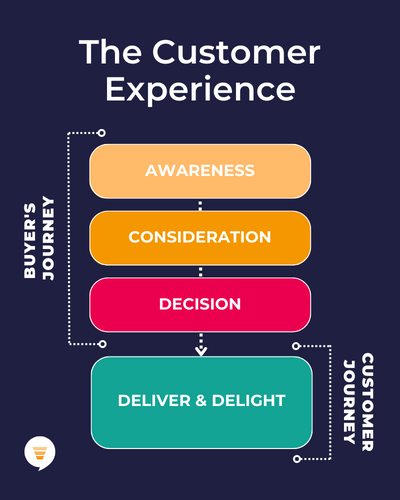 The Customer
Experience
BUYER'S
JOURNEY
AWARENESS
CONSIDERATION
DECISION
DELIVER & DELIGHT
CUSTOMER
JOURNEY